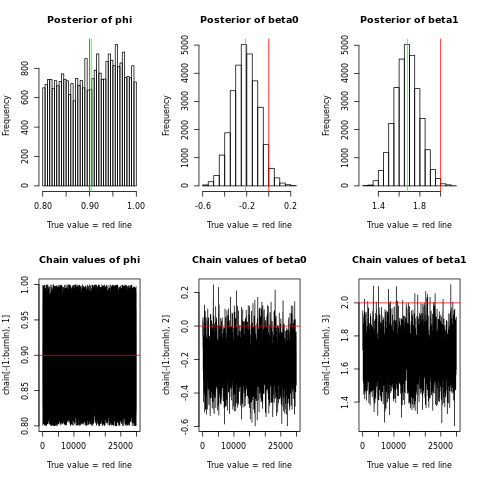 Posterior of phi
Posterior of beta0
Posterior of beta1
Frequency
0 200 400 600 800
0.80 0.90 1.00
True value = red line
Frequency
0 1000 2000 3000 4000 5000
-0.6 -0.2 0.2
True value = red line
Frequency
0 1000 2000 3000 4000 5000
1.4 1.8
True value = red line
Chain values of phi
Chain values of beta0
Chain values of beta1
chain[-(1:burnIn), 1]
0.80 0.85 0.90 0.95 1.00
0 10000 25000
True value = red line
chain[-(1:burnIn), 2]
-0.6 -0.4 -0.2 0.0 0.2
0 10000 25000
True value = red line
chain[-(1:burnIn), 3]
1.4 1.6 1.8 2.0
0 10000 25000
True value = red line